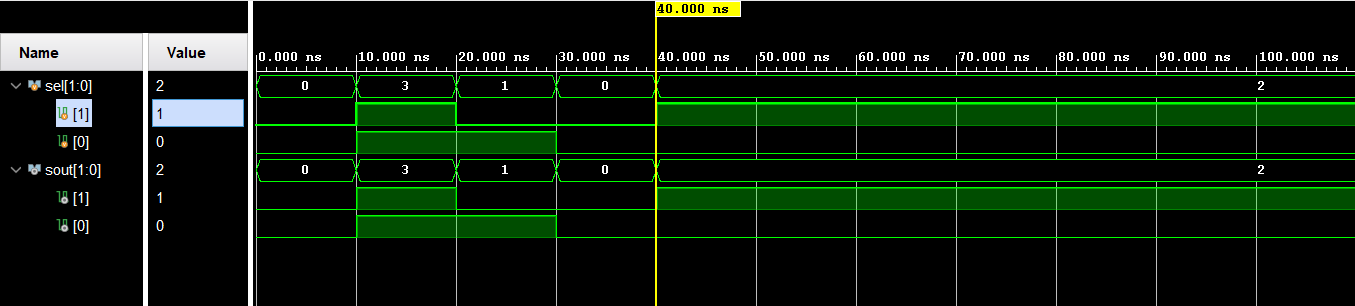 40.000 ns
Name Value
0.000 ns 10.000 ns 20.000 ns 30.000 ns 40.000 ns 50.000 ns 60.000 ns 70.000 ns 80.000 ns 90.000 ns 100.000 ns
sel[1:0] 2 0 3 1 0 2
[1] 1
[0] 0
sout[1:0] 2 0 3 1 0 2
[1] 1
[0] 0